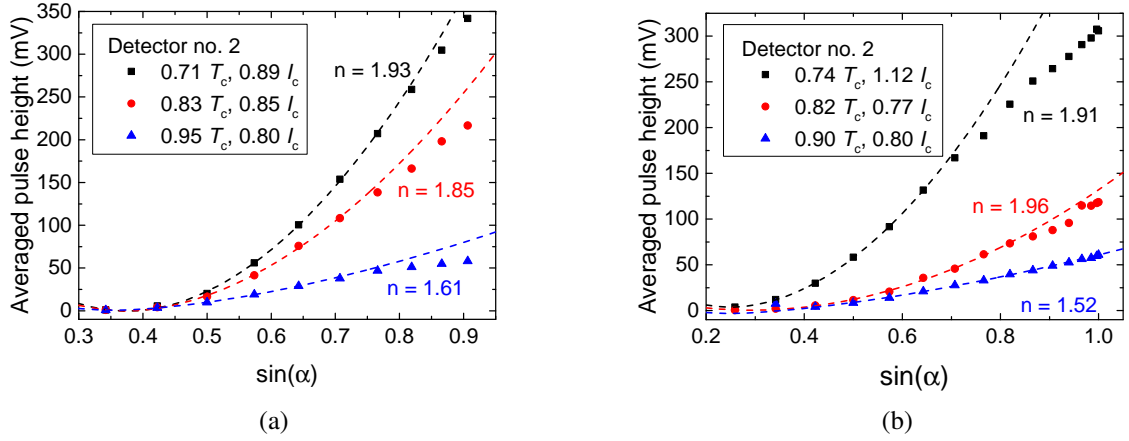 Averaged pulse height (mV)
350
300
250
200
150
100
50
0
Detector no. 2
0.71 Tc, 0.89 Ic
0.83 Tc, 0.85 Ic
0.95 Tc, 0.80 Ic
n = 1.93
n = 1.85
n = 1.61
0.3 0.4 0.5 0.6 0.7 0.8 0.9
sin(α)
(a)
Averaged pulse height (mV)
300
250
200
150
100
50
0
Detector no. 2
0.74 Tc, 1.12 Ic
0.82 Tc, 0.77 Ic
0.90 Tc, 0.80 Ic
n = 1.91
n = 1.96
n = 1.52
0.2 0.4 0.6 0.8 1.0
sin(α)
(b)